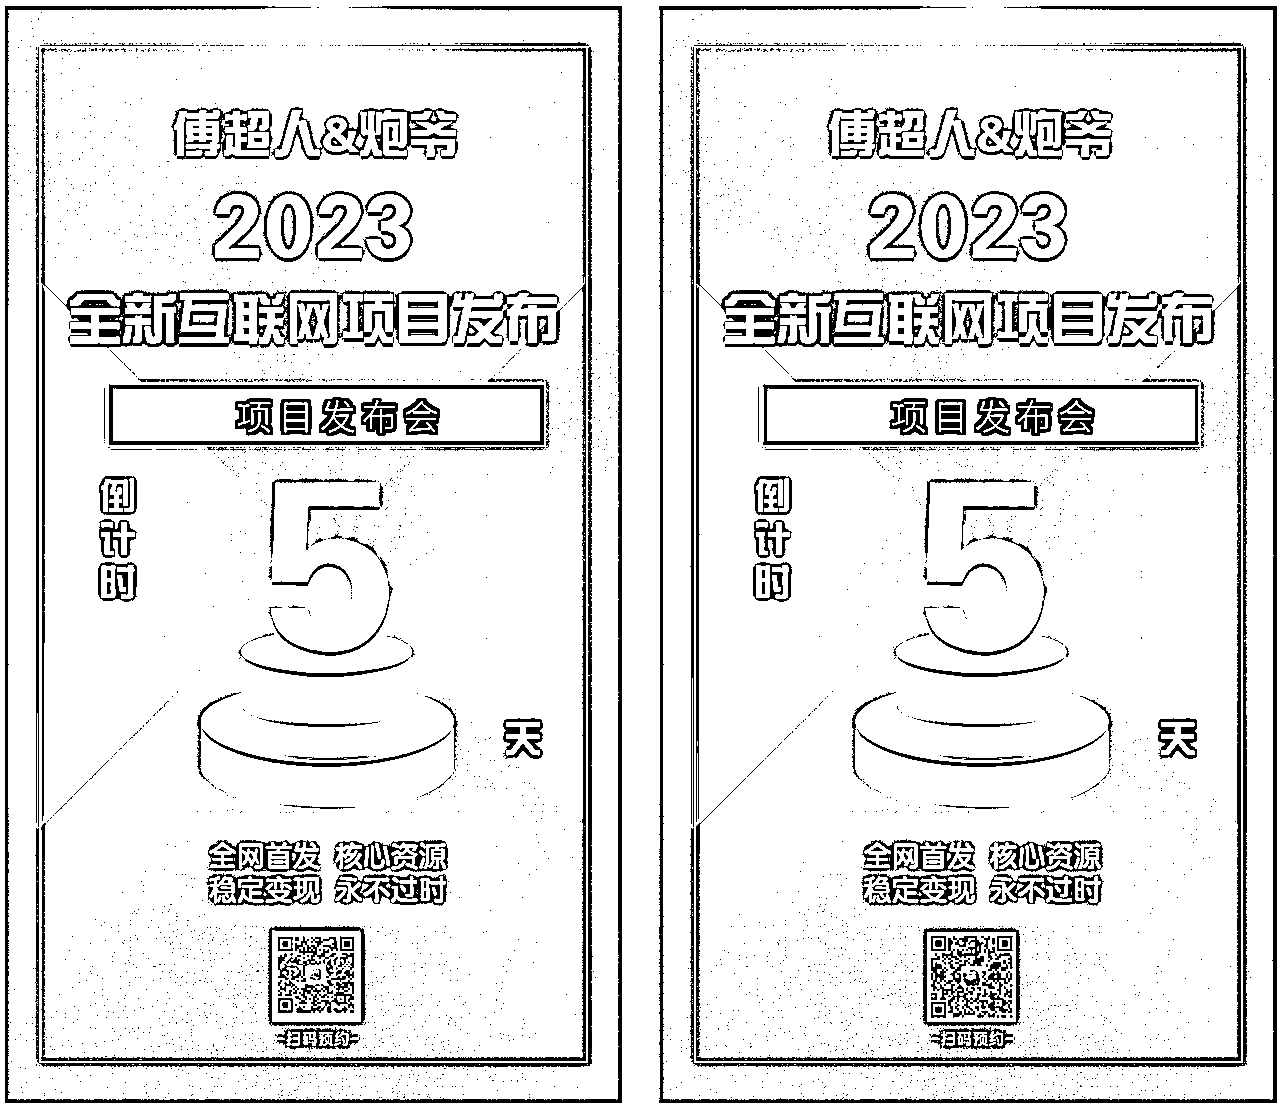 傅超人&炮爷
2023
全新互联网项目发布
项目发布会
倒计时
5
天
全网首发 核心资源
稳定变现 永不过时
扫码预约
傅超人&炮爷
2023
全新互联网项目发布
项目发布会
倒计时
5
天
全网首发 核心资源
稳定变现 永不过时
扫码预约